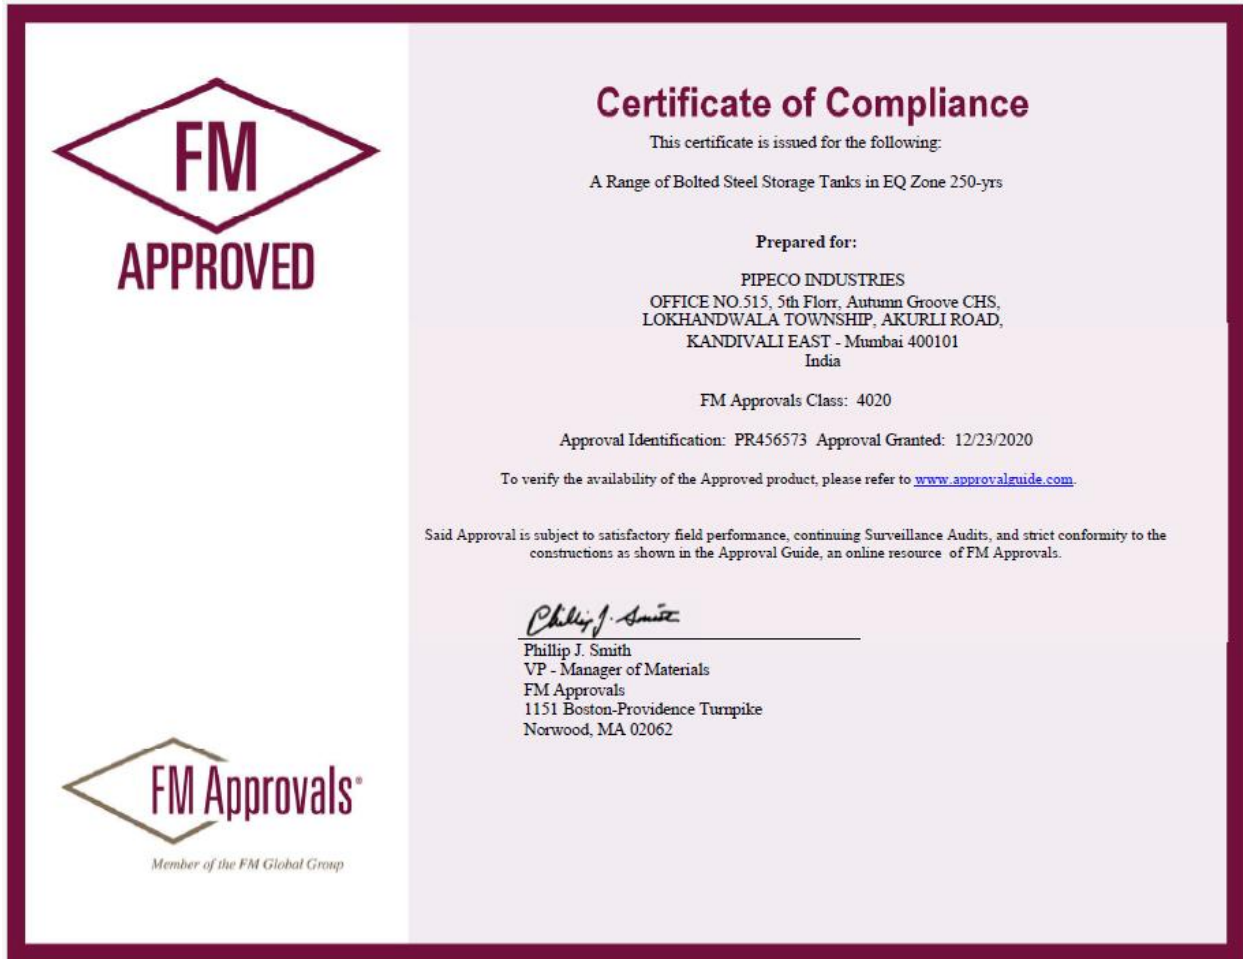 FM
APPROVED
Certificate of Compliance
This certificate is issued for the following:
A Range of Bolted Steel Storage Tanks in EQ Zone 250-yrs
Prepared for:
PIPECO INDUSTRIES
OFFICE NO.515, 5th Florr, Autumn Groove CHS,
LOKHANDWALA TOWNSHIP, AKURLI ROAD,
KANDIVALI EAST - Mumbai 400101
India
FM Approvals Class: 4020
Approval Identification: PR456573 Approval Granted: 12/23/2020
To verify the availability of the Approved product, please refer to www.approvalguide.com.
Said Approval is subject to satisfactory field performance, continuing Surveillance Audits, and strict conformity to the
constructions as shown in the Approval Guide, an online resource of FM Approvals.
Phillip J. Smith
Phillip J. Smith
VP - Manager of Materials
FM Approvals
1151 Boston-Providence Turnpike
Norwood, MA 02062
FM Approvals®
Member of the FM Global Group